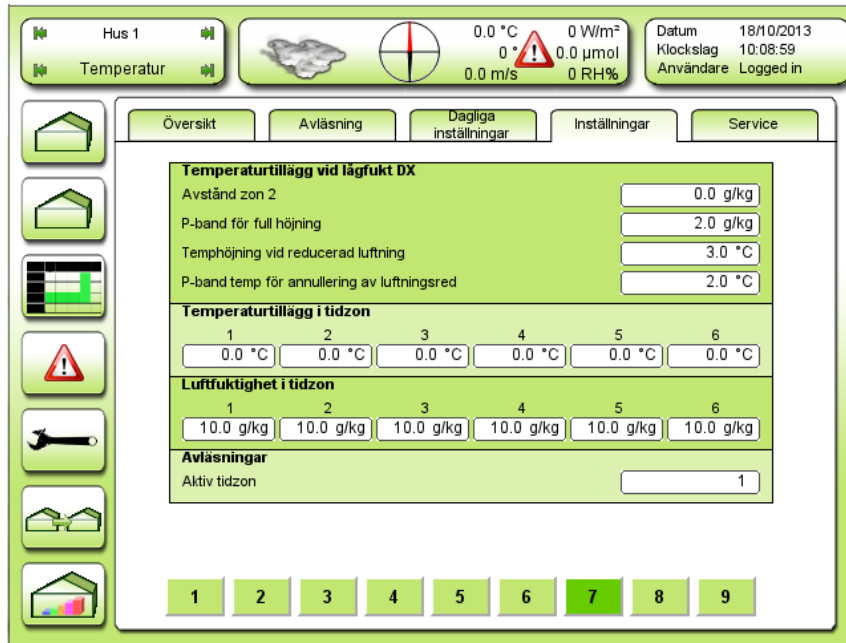 Hus 1
Temperatur
0.0 °C 0 W/m²
0 ° 0.0 µmol
0.0 m/s 0 RH%
Datum 18/10/2013
Klockslag 10:08:59
Användare Logged in
Översikt
Avläsning
Dagliga
inställningar
Inställningar
Service
Temperaturtillägg vid lågfukt DX
Avstånd zon 2 0.0 g/kg
P-band för full höjning 2.0 g/kg
Temphöjning vid reducerad luftning 3.0 °C
P-band temp för annullering av luftningsred 2.0 °C
Temperaturtillägg i tidzon
1 2 3 4 5 6
0.0 °C 0.0 °C 0.0 °C 0.0 °C 0.0 °C 0.0 °C
Luftfuktighet i tidzon
1 2 3 4 5 6
10.0 g/kg 10.0 g/kg 10.0 g/kg 10.0 g/kg 10.0 g/kg 10.0 g/kg
Avläsningar
Aktiv tidzon 1
1 2 3 4 5 6 7 8 9